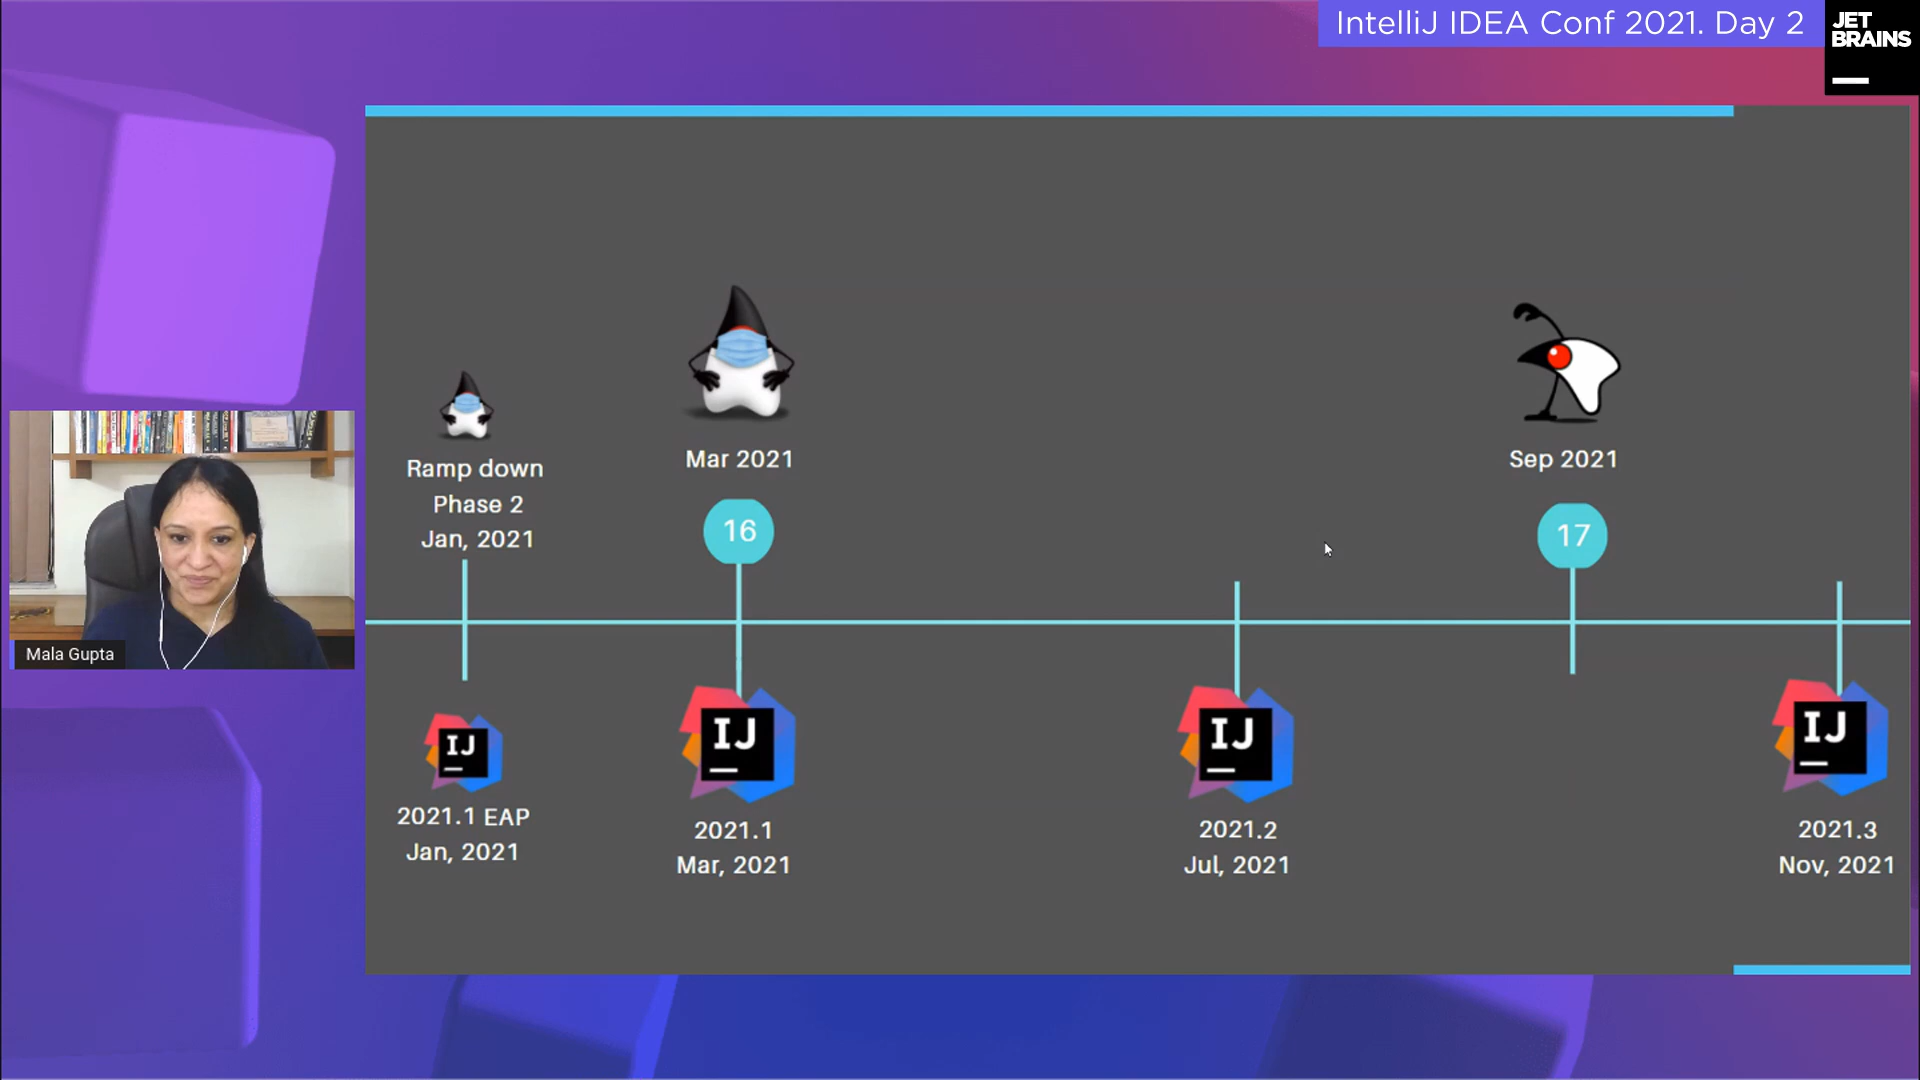 IntelliJ IDEA Conf 2021. Day 2
JET
BRAINS
Ramp down
Phase 2
Jan, 2021
Mar 2021
16
Sep 2021
17
Mala Gupta
IJ
2021.1 EAP
Jan, 2021
IJ
2021.1
Mar, 2021
IJ
2021.2
Jul, 2021
IJ
2021.3
Nov, 2021